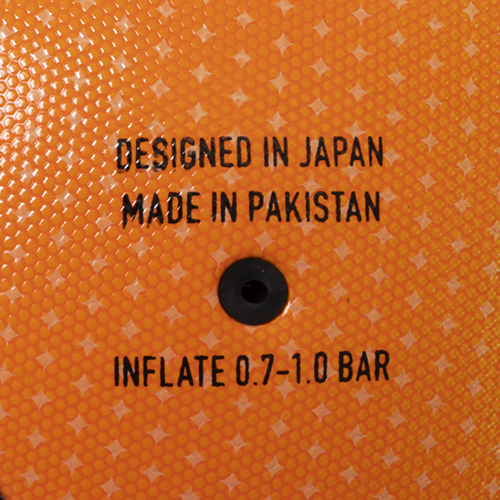 DESIGNED IN JAPAN
MADE IN PAKISTAN
INFLATE 0.7-1.0 BAR